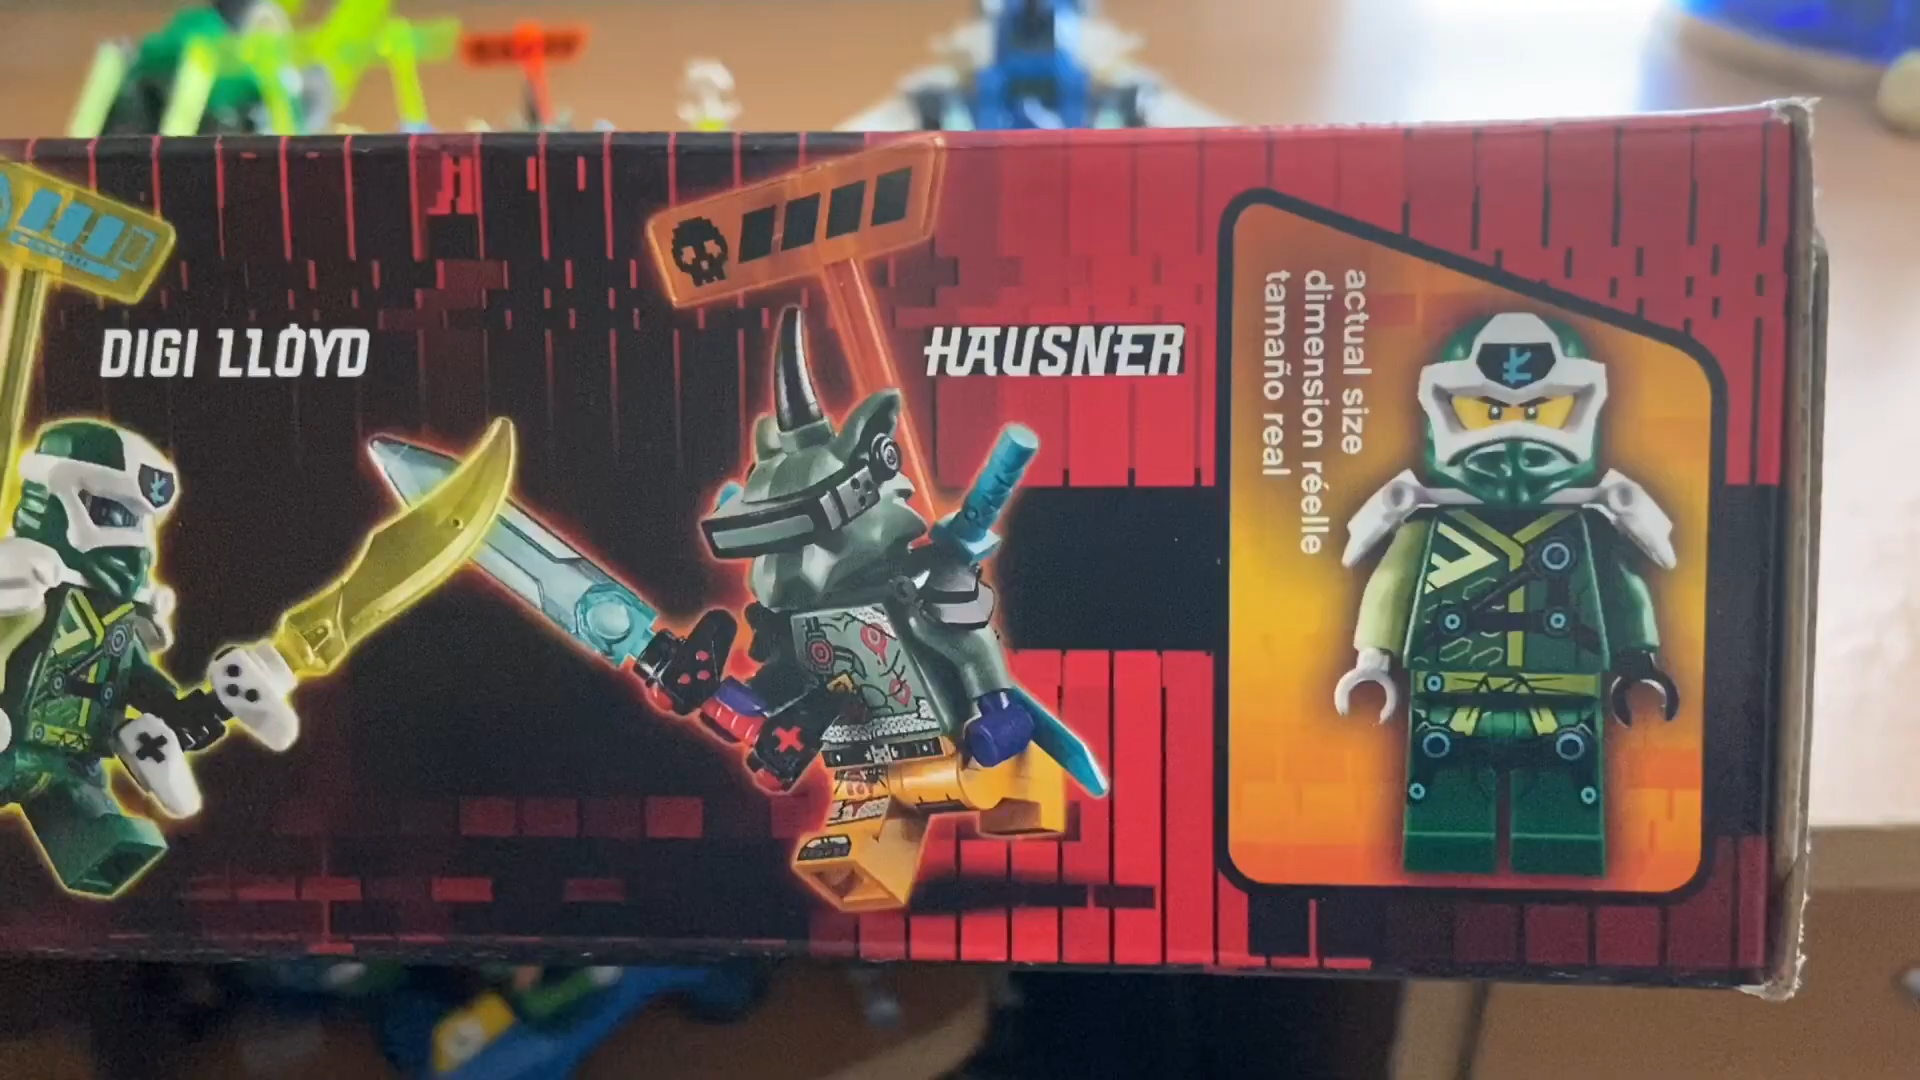 DIGI LLOYD
HAUSNER
actual size
dimension réelle
tamaño real